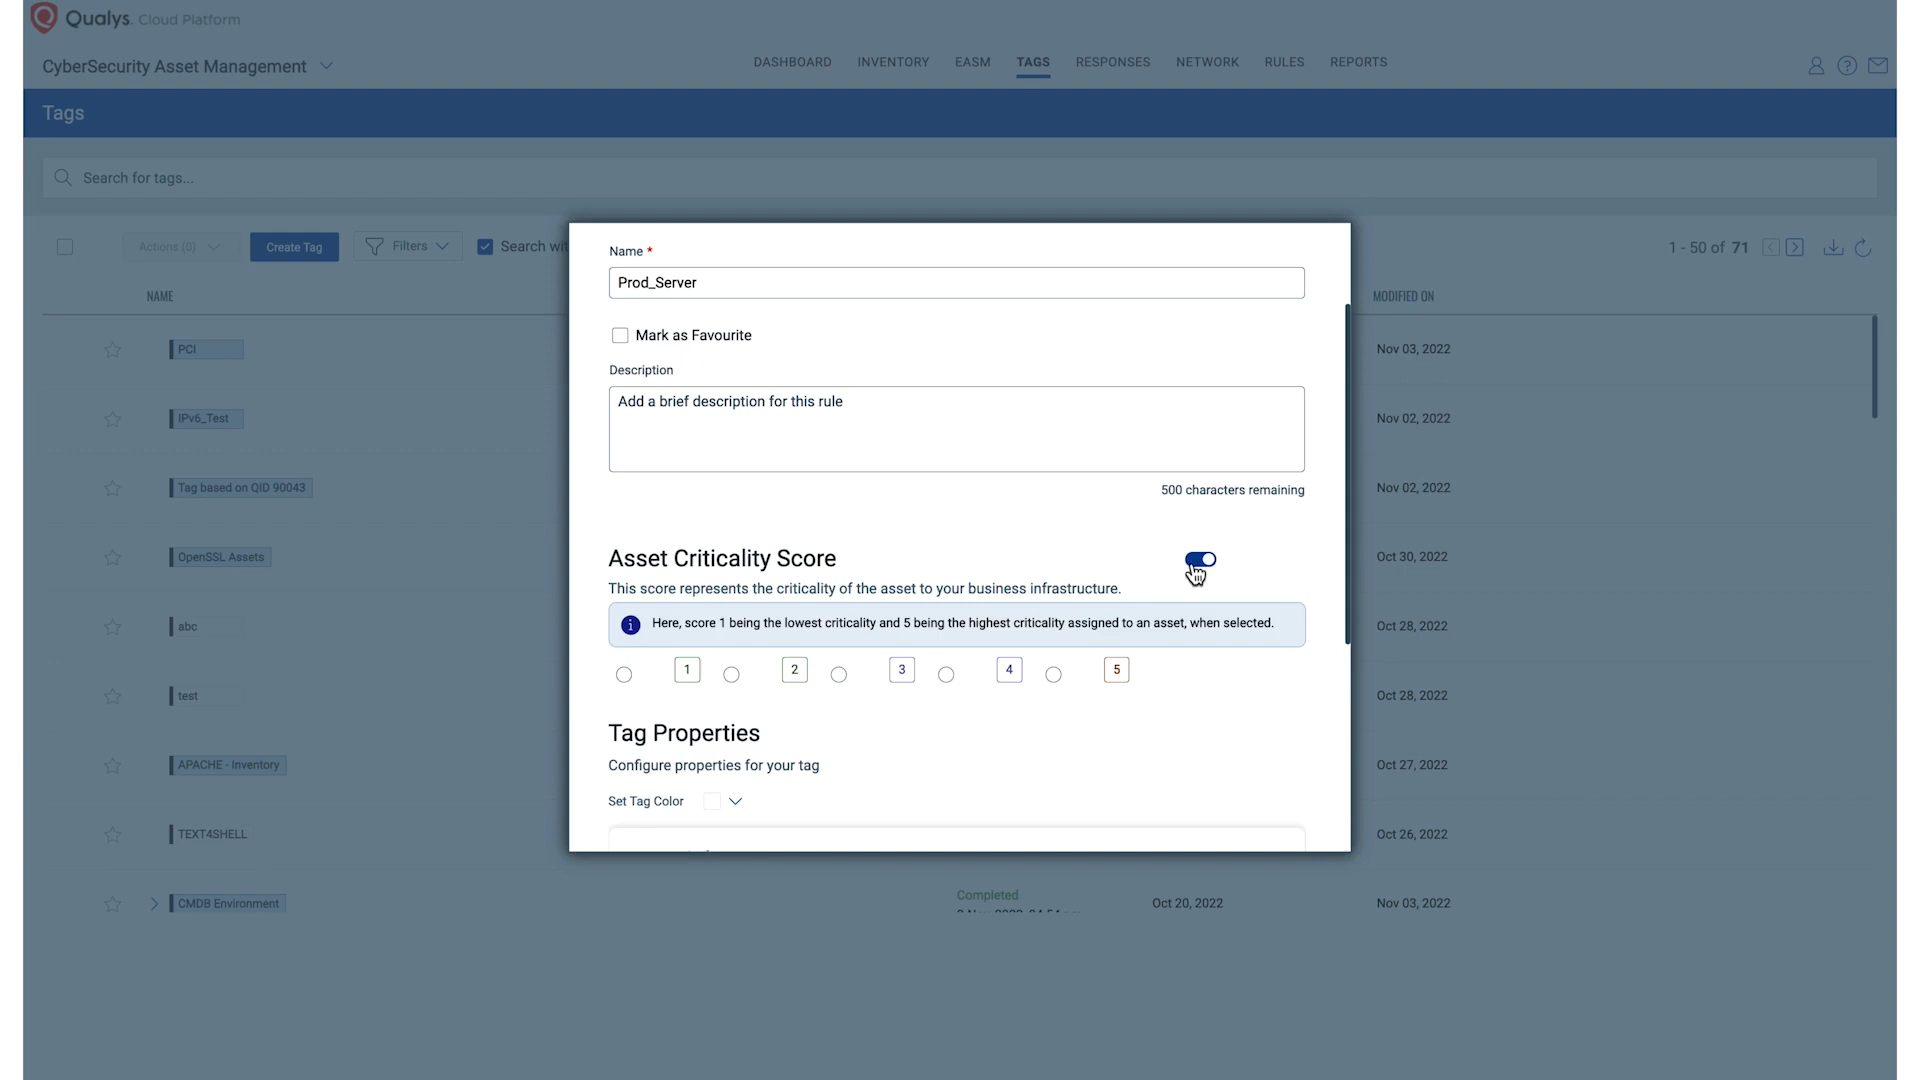 Qualys. Cloud Platform
CyberSecurity Asset Management
DASHBOARD INVENTORY EASM TAGS RESPONSES NETWORK RULES REPORTS
Tags
Search for tags...
Actions (0) Create Tag Filters Search wit 1 - 50 of 71
NAME MODIFIED ON
PCI Nov 03, 2022
IPv6_Test Nov 02, 2022
Tag based on QID 90043 Nov 02, 2022
OpenSSL Assets Oct 30, 2022
abc Oct 28, 2022
test Oct 28, 2022
APACHE - Inventory Oct 27, 2022
TEXT4SHELL Oct 26, 2022
CMDB Environment Completed Oct 20, 2022 Nov 03, 2022
Name *
Prod_Server
Mark as Favourite
Description
Add a brief description for this rule
500 characters remaining
Asset Criticality Score
This score represents the criticality of the asset to your business infrastructure.
Here, score 1 being the lowest criticality and 5 being the highest criticality assigned to an asset, when selected.
1 2 3 4 5
Tag Properties
Configure properties for your tag
Set Tag Color